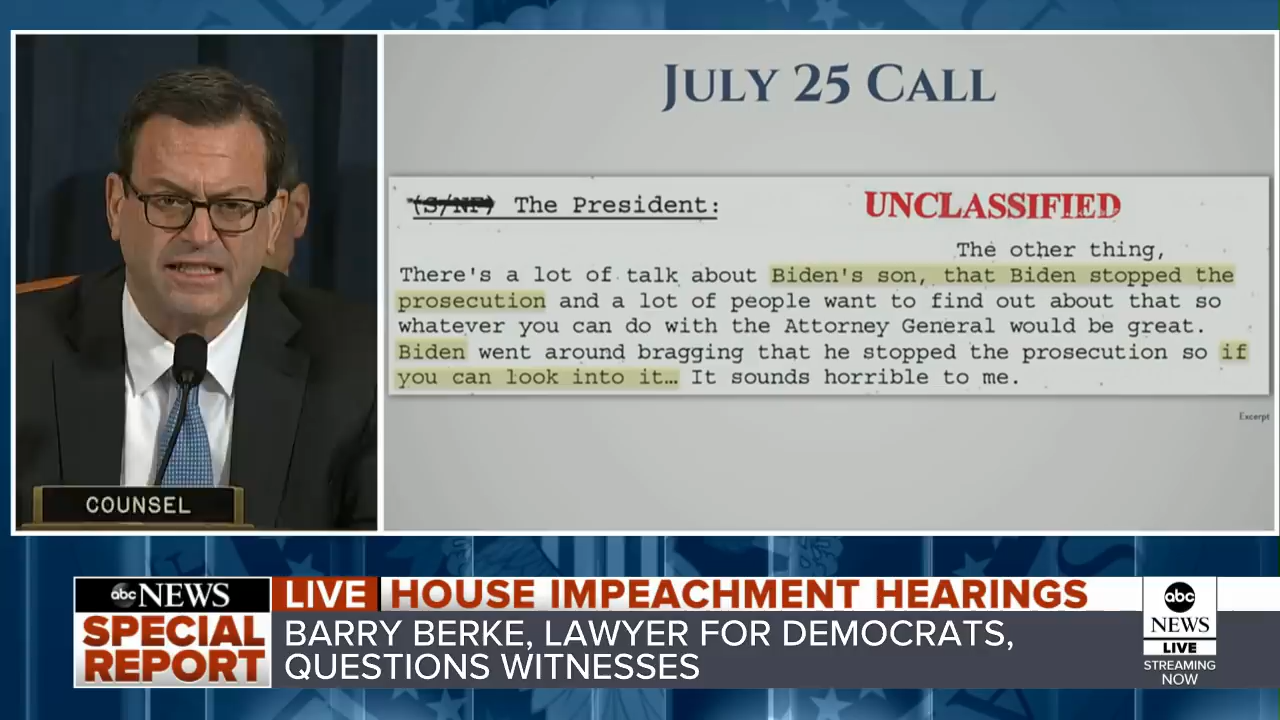 JULY 25 CALL
(S/NF) The President:
UNCLASSIFIED
The other thing,
There's a lot of talk about Biden's son, that Biden stopped the
prosecution and a lot of people want to find out about that so
whatever you can do with the Attorney General would be great.
Biden went around bragging that he stopped the prosecution so if
you can look into it… It sounds horrible to me.
Excerpt
COUNSEL
abc NEWS
SPECIAL
REPORT
LIVE HOUSE IMPEACHMENT HEARINGS
BARRY BERKE, LAWYER FOR DEMOCRATS,
QUESTIONS WITNESSES
abc
NEWS
LIVE
STREAMING
NOW